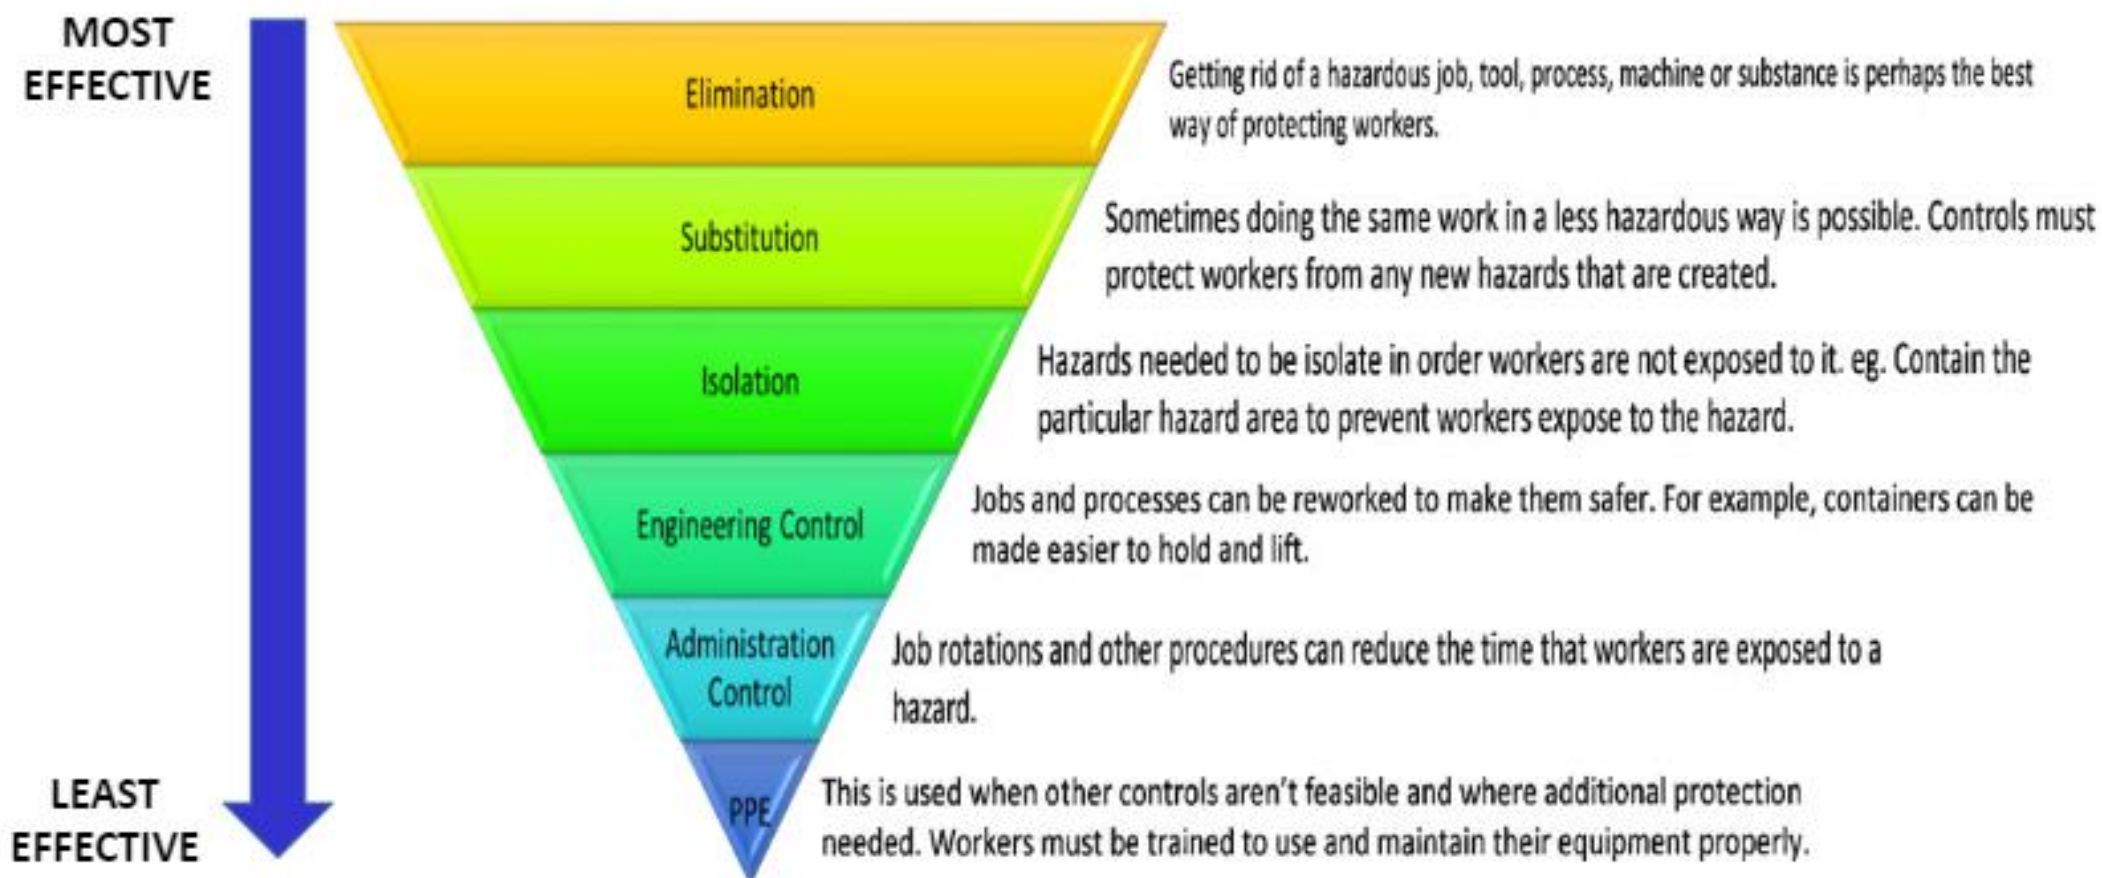 MOST
EFFECTIVE
Elimination
Getting rid of a hazardous job, tool, process, machine or substance is perhaps the best
way of protecting workers.
Substitution
Sometimes doing the same work in a less hazardous way is possible. Controls must
protect workers from any new hazards that are created.
Isolation
Hazards needed to be isolate in order workers are not exposed to it. eg. Contain the
particular hazard area to prevent workers expose to the hazard.
Engineering Control
Jobs and processes can be reworked to make them safer. For example, containers can be
made easier to hold and lift.
Administration
Control
Job rotations and other procedures can reduce the time that workers are exposed to a
hazard.
LEAST
EFFECTIVE
PPE
This is used when other controls aren't feasible and where additional protection
needed. Workers must be trained to use and maintain their equipment properly.